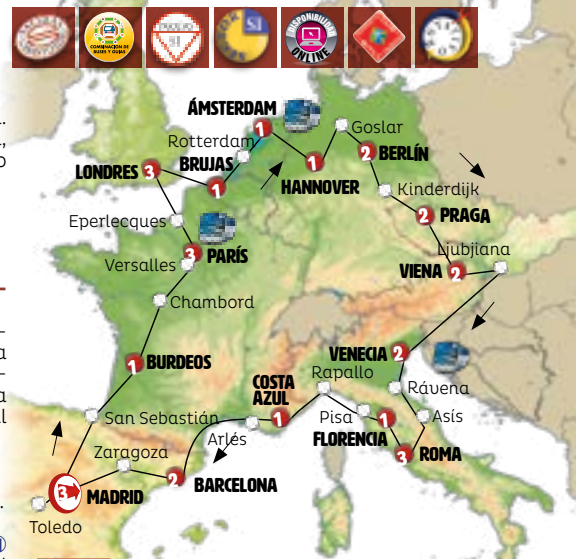 COMBINACIÓN DE
BUSES Y GUÍAS
SI
SI
DISPONIBILIDAD
ONLINE
ÁMSTERDAM
1
Goslar
Rotterdam
BERLÍN
2
LONDRES
3
BRUJAS
1
HANNOVER
1
Kinderdijk
Eperlecques
PRAGA
2
PARÍS
3
Ljubjiana
Versalles
VIENA
2
Chambord
BURDEOS
1
VENECIA
2
Rapallo
COSTA
AZUL
1
Rávena
San Sebastián
Pisa
Asís
Arlés
FLORENCIA
1
Zaragoza
ROMA
3
MADRID
3
BARCELONA
2
Toledo